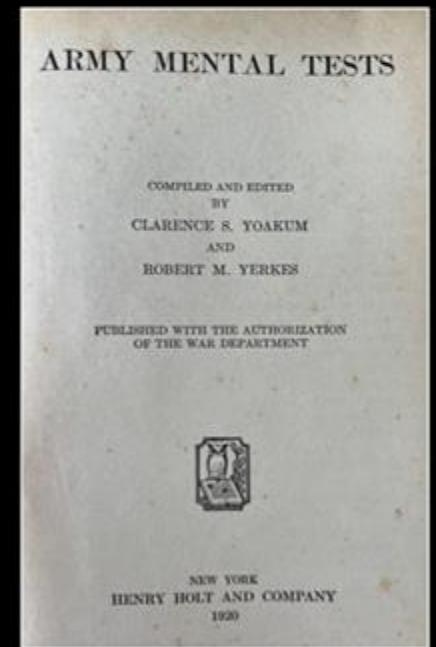 ARMY MENTAL TESTS
COMPILED AND EDITED
BY
CLARENCE S. YOAKUM
AND
ROBERT M. YERKES
PUBLISHED WITH THE AUTHORIZATION
OF THE WAR DEPARTMENT
NEW YORK
HENRY HOLT AND COMPANY
1920